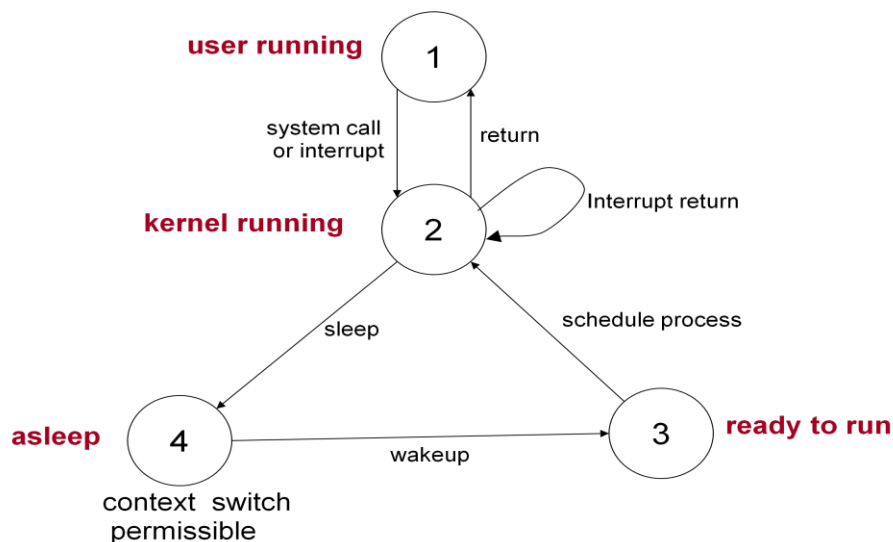 user running
1
system call
or interrupt
return
kernel running
2
Interrupt return
sleep
schedule process
asleep
4
wakeup
3
ready to run
context switch
permissible